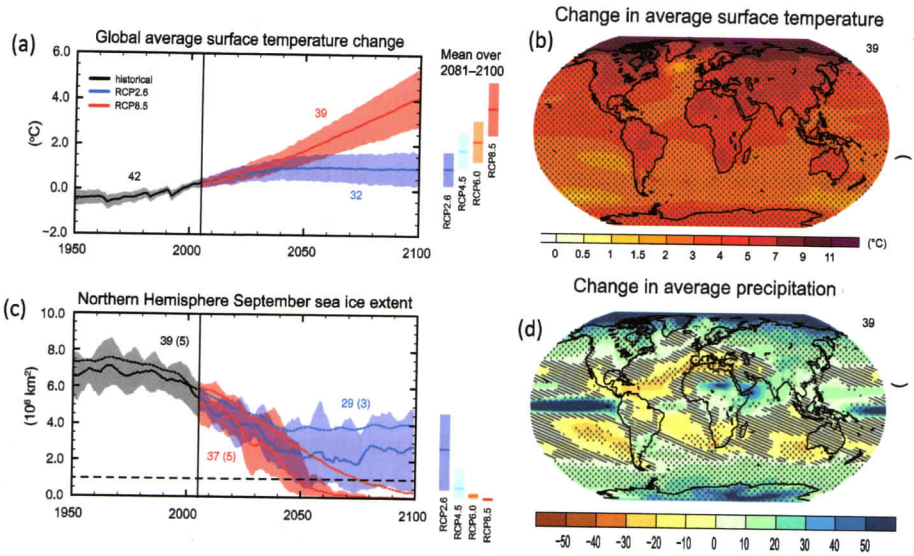 (a)
Global average surface temperature change
6.0
4.0
2.0
0.0
−2.0
(°C)
historical
RCP2.6
RCP8.5
42
39
32
1950
2000
2050
2100
Mean over
2081–2100
RCP2.6
RCP4.5
RCP6.0
RCP8.5
Change in average surface temperature
(b)
39
0 0.5 1 1.5 2 3 4 5 7 9 11 (°C)
(c)
Northern Hemisphere September sea ice extent
10.0
8.0
6.0
4.0
2.0
0.0
(10⁶ km²)
39 (5)
29 (3)
37 (5)
1950
2000
2050
2100
RCP2.6
RCP4.5
RCP6.0
RCP8.5
Change in average precipitation
(d)
39
−50 −40 −30 −20 −10 0 10 20 30 40 50